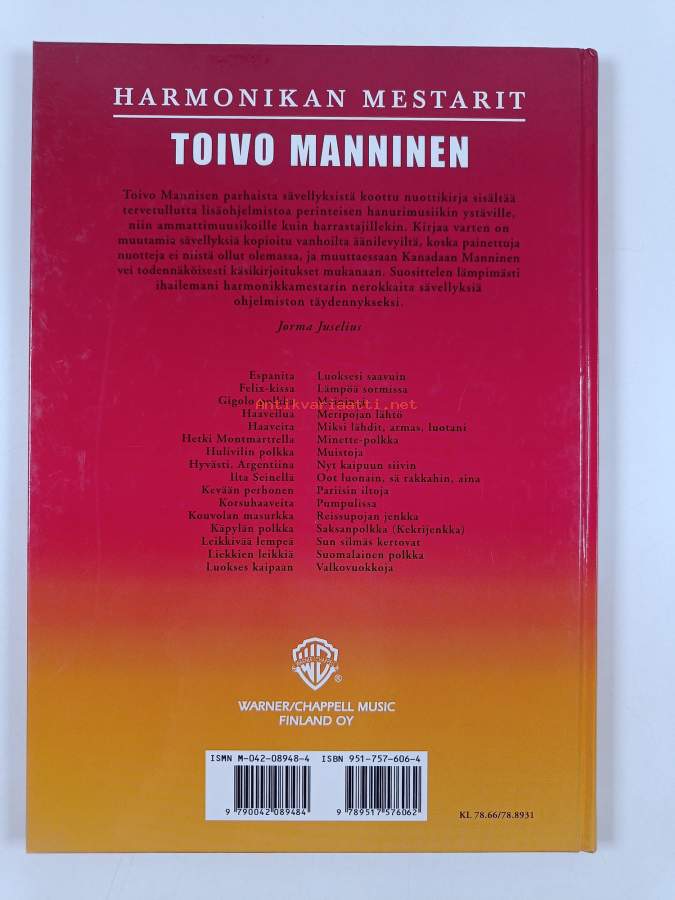 HARMONIKAN MESTARIT
TOIVO MANNINEN
Toivo Mannisen parhaista sävellyksistä koottu nuottikirja sisältää
tervetullutta lisäohjelmistoa perinteisen hanurimusiikin ystäville,
niin ammattimuusikoille kuin harrastajillekin. Kirjaa varten on
muutamia sävellyksiä kopioitu vanhoilta äänilevyiltä, koska painettuja
nuotteja ei niistä ollut olemassa, ja muuttaessaan Kanadaan Manninen
vei todennäköisesti käsikirjoitukset mukanaan. Suosittelen lämpimästi
ihailemani harmonikkamestarin nerokkaita sävellyksiä
ohjelmiston täydennykseksi.
Jorma Juselius
Espanita Luoksesi saavuin
Felix-kissa Lämpöä sormissa
Gigolo-polkka
Antikvariaatti.net
Haaveilua Meripojan lähtö
Haaveita Miksi lähdit, armas, luotani
Hetki Montmartrella Minette-polkka
Hulivilin polkka Muistoja
Hyvästi, Argentiina Nyt kaipuun siivin
Ilta Seinellä Oot luonain, sä rakkahin, aina
Kevään perhonen Pariisin iltoja
Korsuhaaveita Pumpulissa
Kouvolan masurkka Reissupojan jenkka
Käpylän polkka Saksanpolkka (Kekrijenkka)
Leikkivää lempeä Sun silmäs kertovat
Liekkien leikkiä Suomalainen polkka
Luokses kaipaan Valkovuokkoja
WARNER/CHAPPELL MUSIC
FINLAND OY
ISMN M-042-08948-4 ISBN 951-757-606-4
9 790042 089484 9 789517 576062
KL 78.66/78.8931